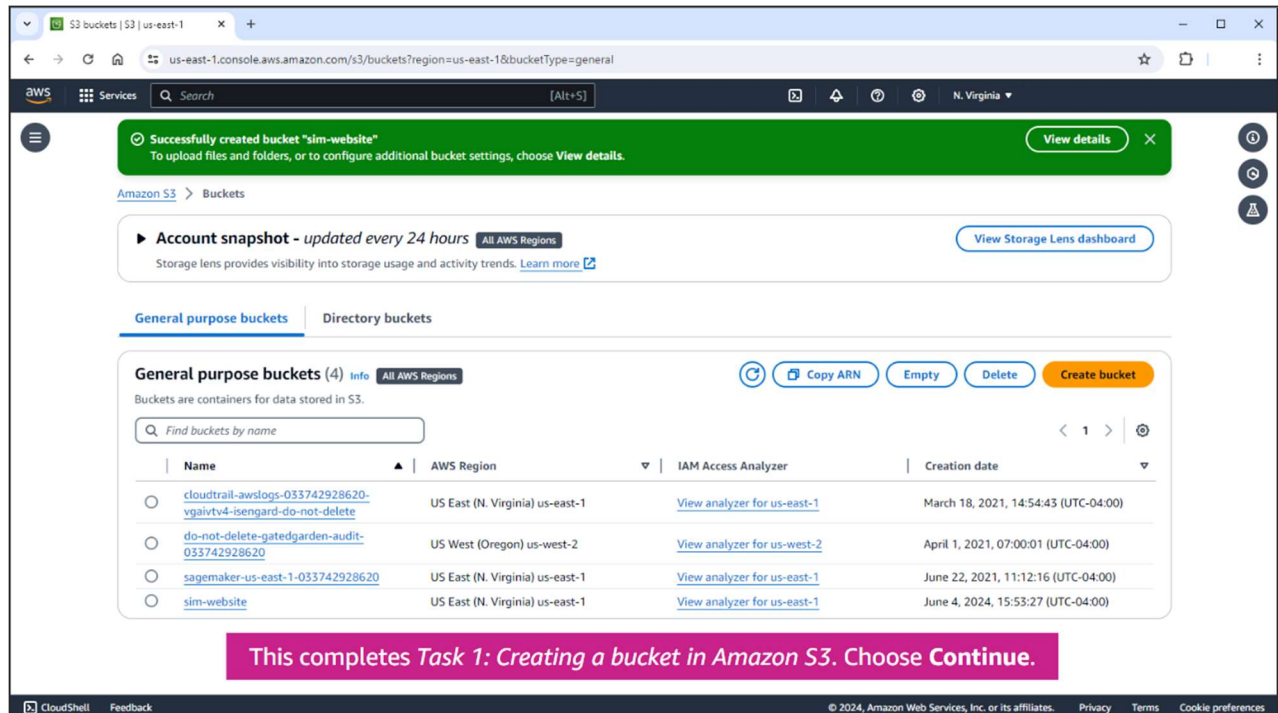 S3 buckets | S3 | us-east-1
us-east-1.console.aws.amazon.com/s3/buckets?region=us-east-1&bucketType=general
aws Services Search [Alt+S] N. Virginia
Successfully created bucket "sim-website"
To upload files and folders, or to configure additional bucket settings, choose View details.
View details
Amazon S3 > Buckets
Account snapshot - updated every 24 hours All AWS Regions
Storage lens provides visibility into storage usage and activity trends. Learn more
View Storage Lens dashboard
General purpose buckets Directory buckets
General purpose buckets (4) Info All AWS Regions
Copy ARN Empty Delete Create bucket
Buckets are containers for data stored in S3.
Find buckets by name
1
Name AWS Region IAM Access Analyzer Creation date
cloudtrail-awslogs-033742928620-
vgaivtv4-isengard-do-not-delete
US East (N. Virginia) us-east-1 View analyzer for us-east-1 March 18, 2021, 14:54:43 (UTC-04:00)
do-not-delete-gatedgarden-audit-
033742928620
US West (Oregon) us-west-2 View analyzer for us-west-2 April 1, 2021, 07:00:01 (UTC-04:00)
sagemaker-us-east-1-033742928620 US East (N. Virginia) us-east-1 View analyzer for us-east-1 June 22, 2021, 11:12:16 (UTC-04:00)
sim-website US East (N. Virginia) us-east-1 View analyzer for us-east-1 June 4, 2024, 15:53:27 (UTC-04:00)
This completes Task 1: Creating a bucket in Amazon S3. Choose Continue.
CloudShell Feedback © 2024, Amazon Web Services, Inc. or its affiliates. Privacy Terms Cookie preferences